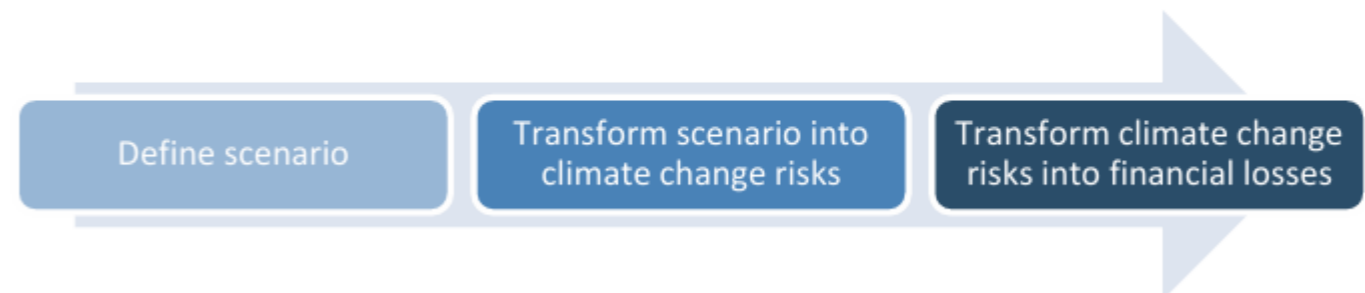 Define scenario
Transform scenario into
climate change risks
Transform climate change
risks into financial losses